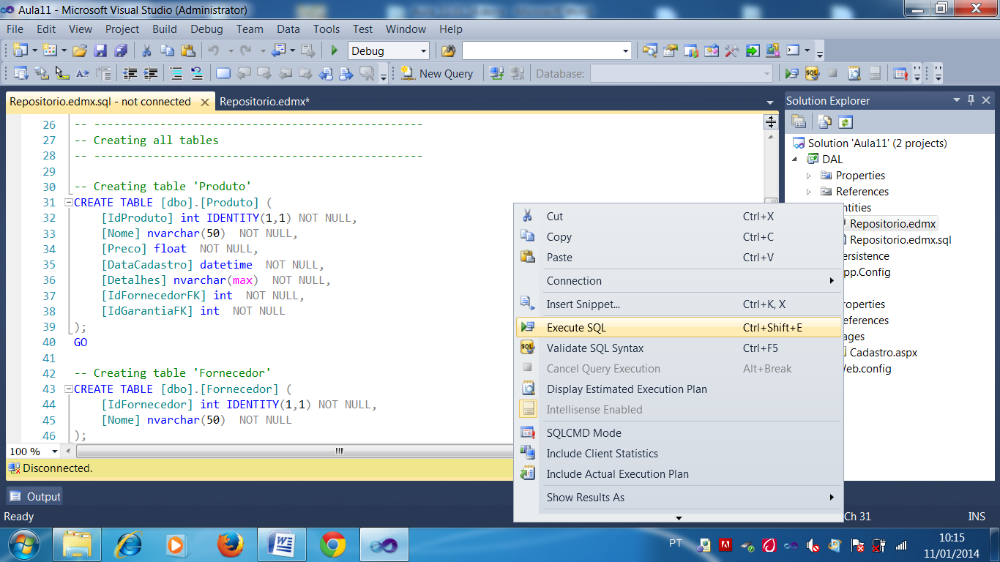 Aula11 - Microsoft Visual Studio (Administrator)
File Edit View Project Build Debug Team Data Tools Test Window Help
Debug
New Query Database:
Repositorio.edmx.sql - not connected Repositorio.edmx*
26 -- --------------------------------------------------
27 -- Creating all tables
28 -- --------------------------------------------------
29
30 -- Creating table 'Produto'
31 CREATE TABLE [dbo].[Produto] (
32 [IdProduto] int IDENTITY(1,1) NOT NULL,
33 [Nome] nvarchar(50)  NOT NULL,
34 [Preco] float  NOT NULL,
35 [DataCadastro] datetime  NOT NULL,
36 [Detalhes] nvarchar(max)  NOT NULL,
37 [IdFornecedorFK] int  NOT NULL,
38 [IdGarantiaFK] int  NOT NULL
39 );
40 GO
41
42 -- Creating table 'Fornecedor'
43 CREATE TABLE [dbo].[Fornecedor] (
44 [IdFornecedor] int IDENTITY(1,1) NOT NULL,
45 [Nome] nvarchar(50)  NOT NULL
46 );
100 %
Disconnected.
Output
Ready
Cut Ctrl+X
Copy Ctrl+C
Paste Ctrl+V
Connection
Insert Snippet... Ctrl+K, X
Execute SQL Ctrl+Shift+E
Validate SQL Syntax Ctrl+F5
Cancel Query Execution Alt+Break
Display Estimated Execution Plan
Intellisense Enabled
SQLCMD Mode
Include Client Statistics
Include Actual Execution Plan
Show Results As
Solution Explorer
Solution 'Aula11' (2 projects)
DAL
Properties
References
ntities
Repositorio.edmx
Repositorio.edmx.sql
ersistence
pp.Config
roperties
eferences
ages
Cadastro.aspx
Web.config
Ch 31 INS
PT
10:15
11/01/2014